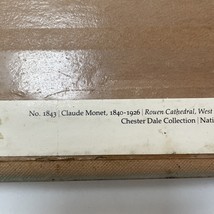 No. 1843 | Claude Monet, 1840-1926 | Rouen Cathedral, West
Chester Dale Collection | Nati